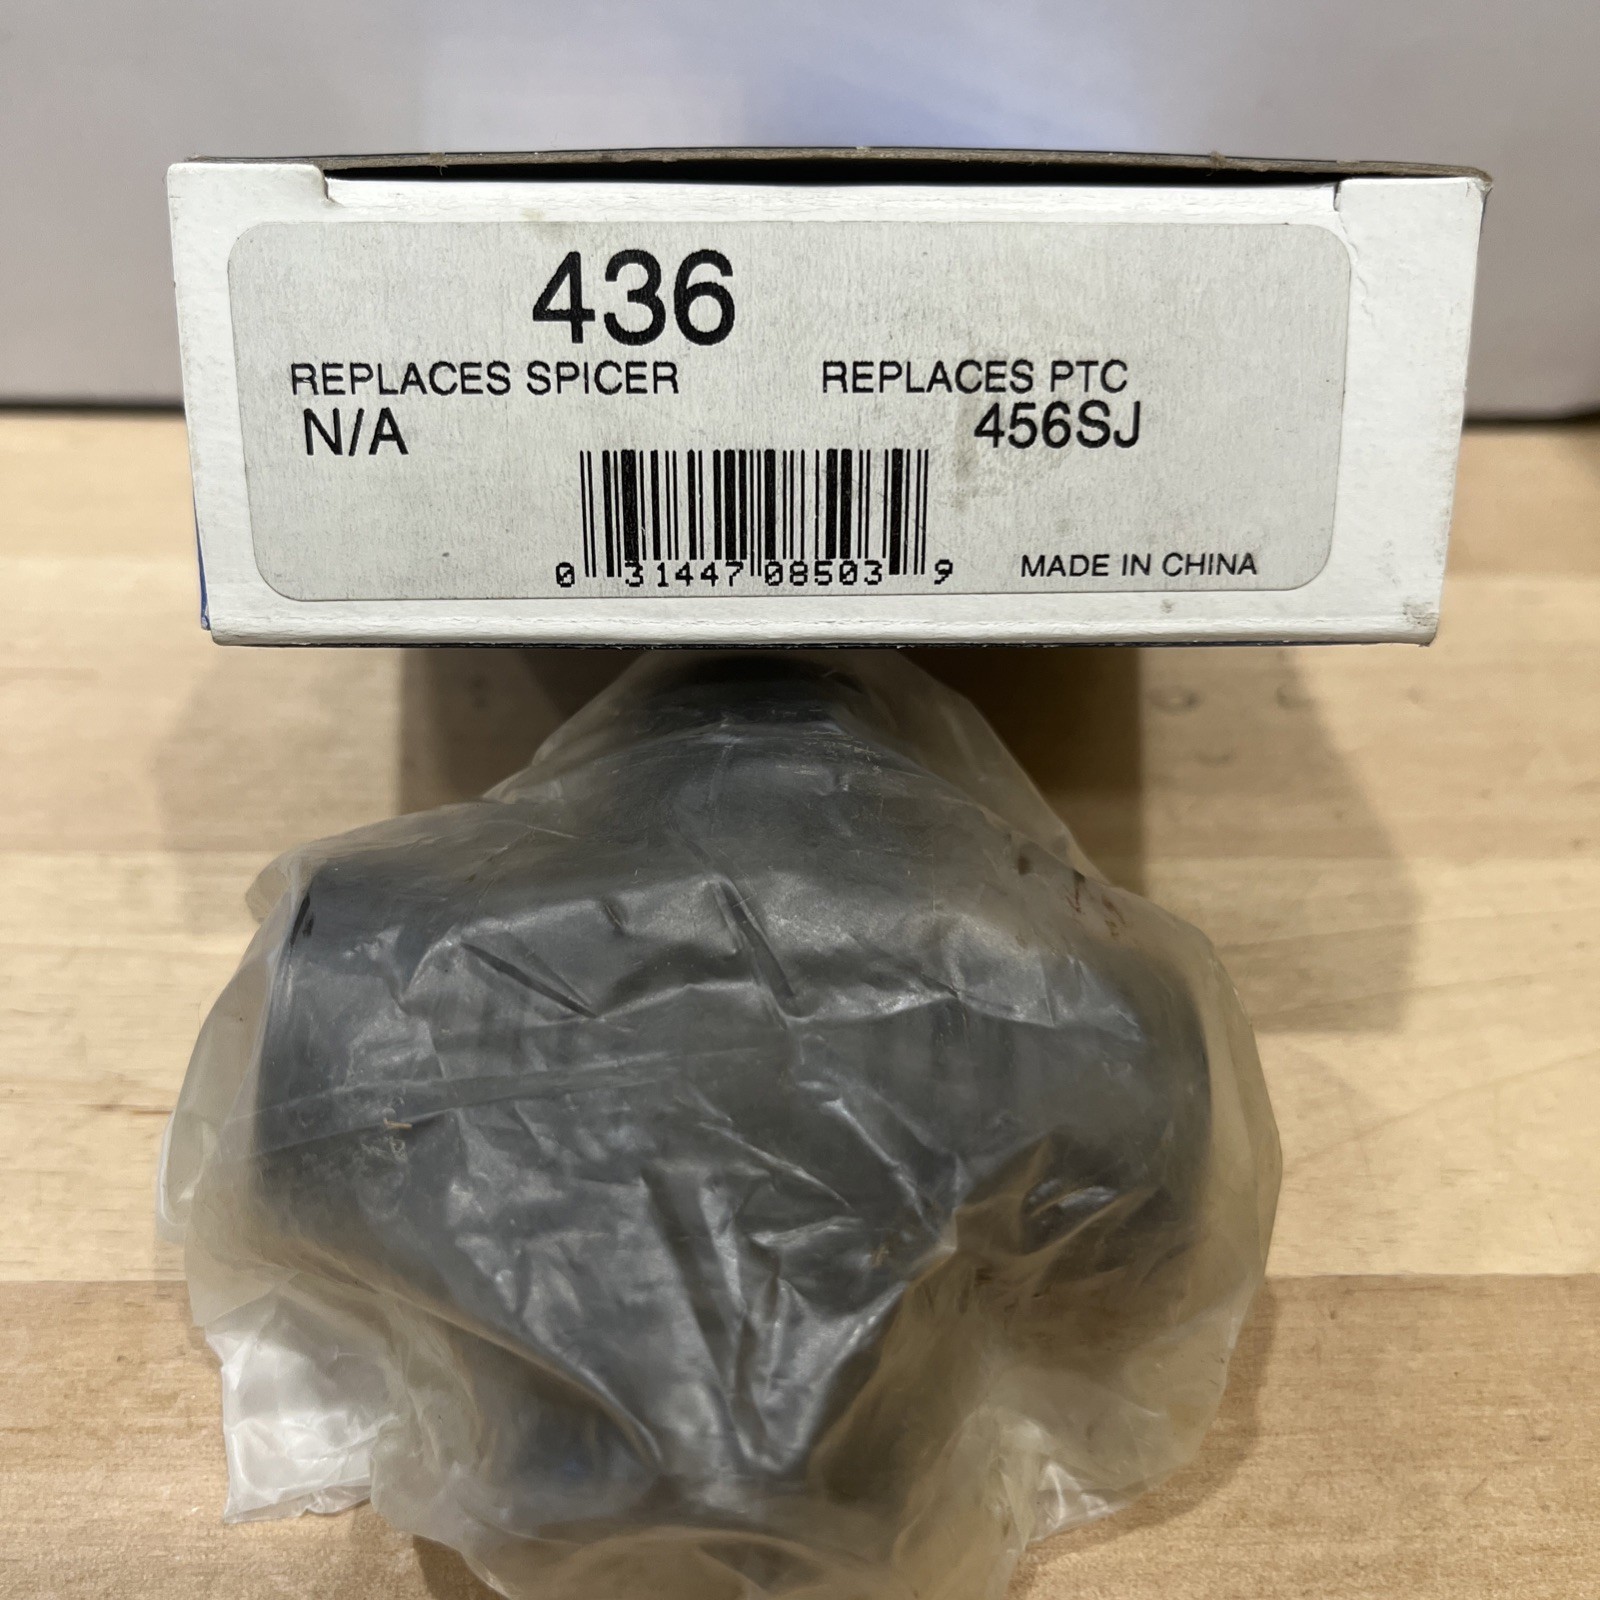 436
REPLACES SPICER REPLACES PTC
N/A 456SJ
0 31447 08503 9
MADE IN CHINA